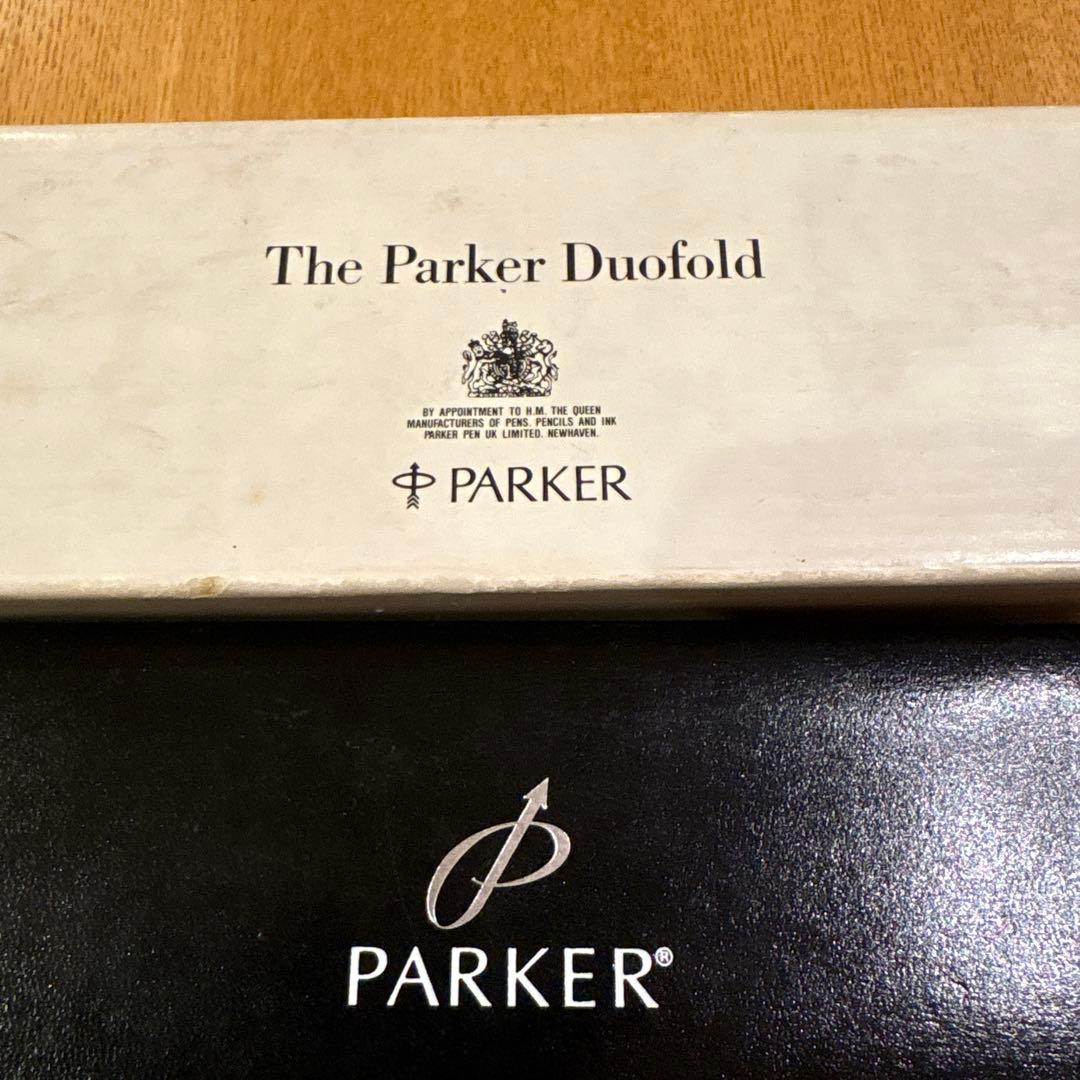 The Parker Duofold
BY APPOINTMENT TO H.M. THE QUEEN
MANUFACTURERS OF PENS. PENCILS AND INK
PARKER PEN UK LIMITED. NEWHAVEN.
PARKER
PARKER®